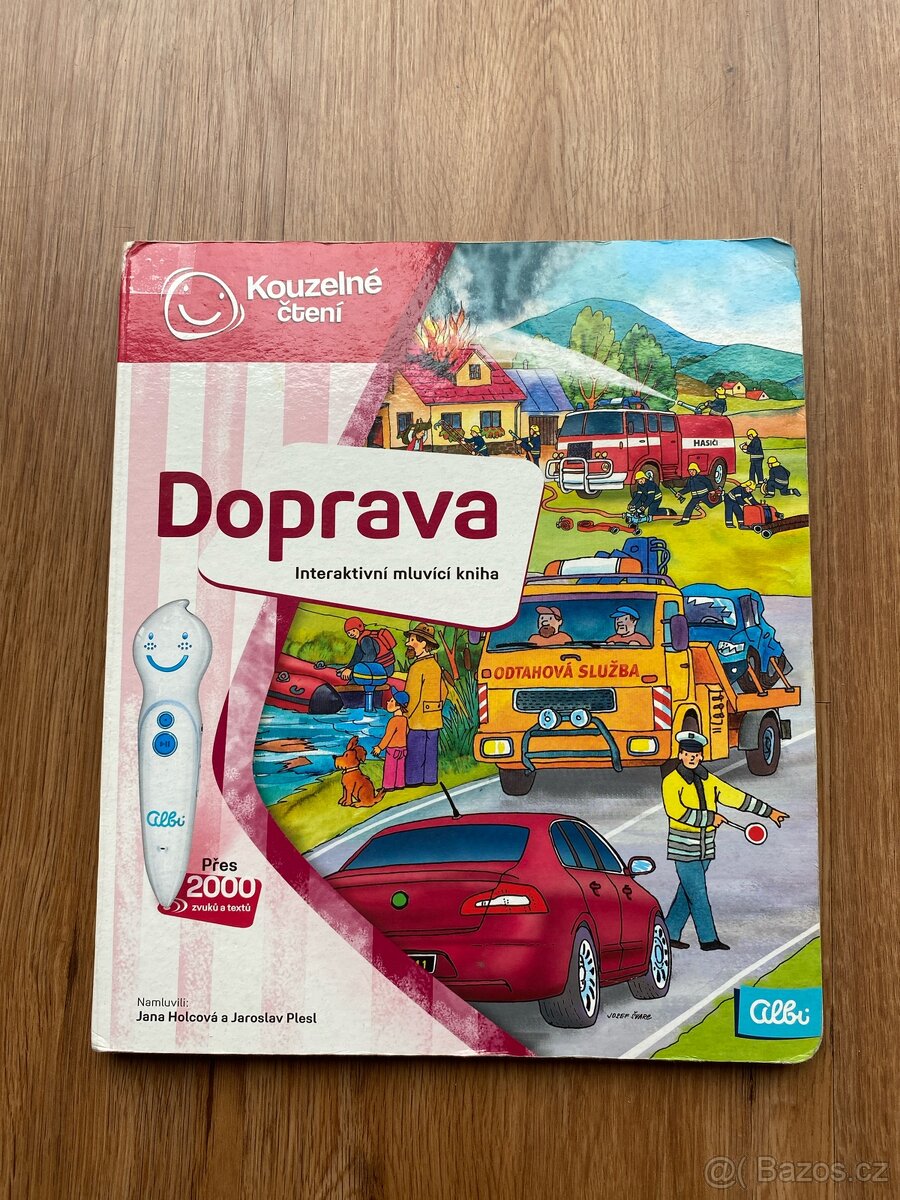 Kouzelné
čtení
HASIČI
Doprava
Interaktivní mluvící kniha
ODTAHOVÁ SLUŽBA
albi
Přes
2000
zvuků a textů
Namluvili:
Jana Holcová a Jaroslav Plesl
JOZEF ŠVARC
albi
Bazos.cz